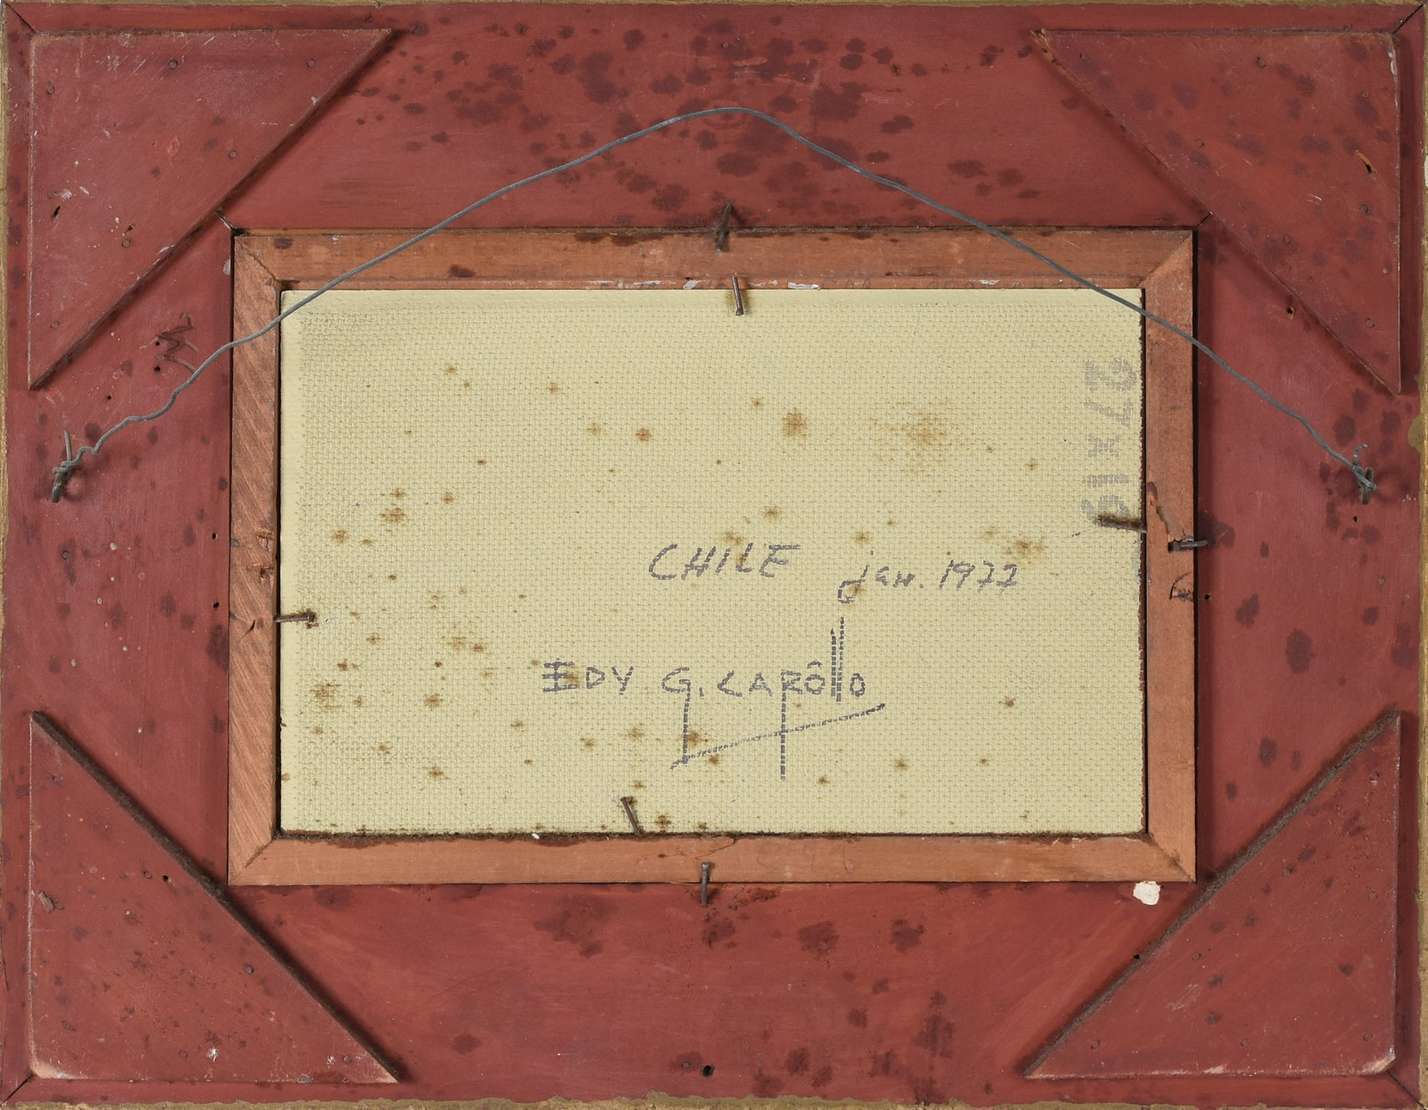 27x19
CHILE jan. 1977
EDY G. CARÔLLO